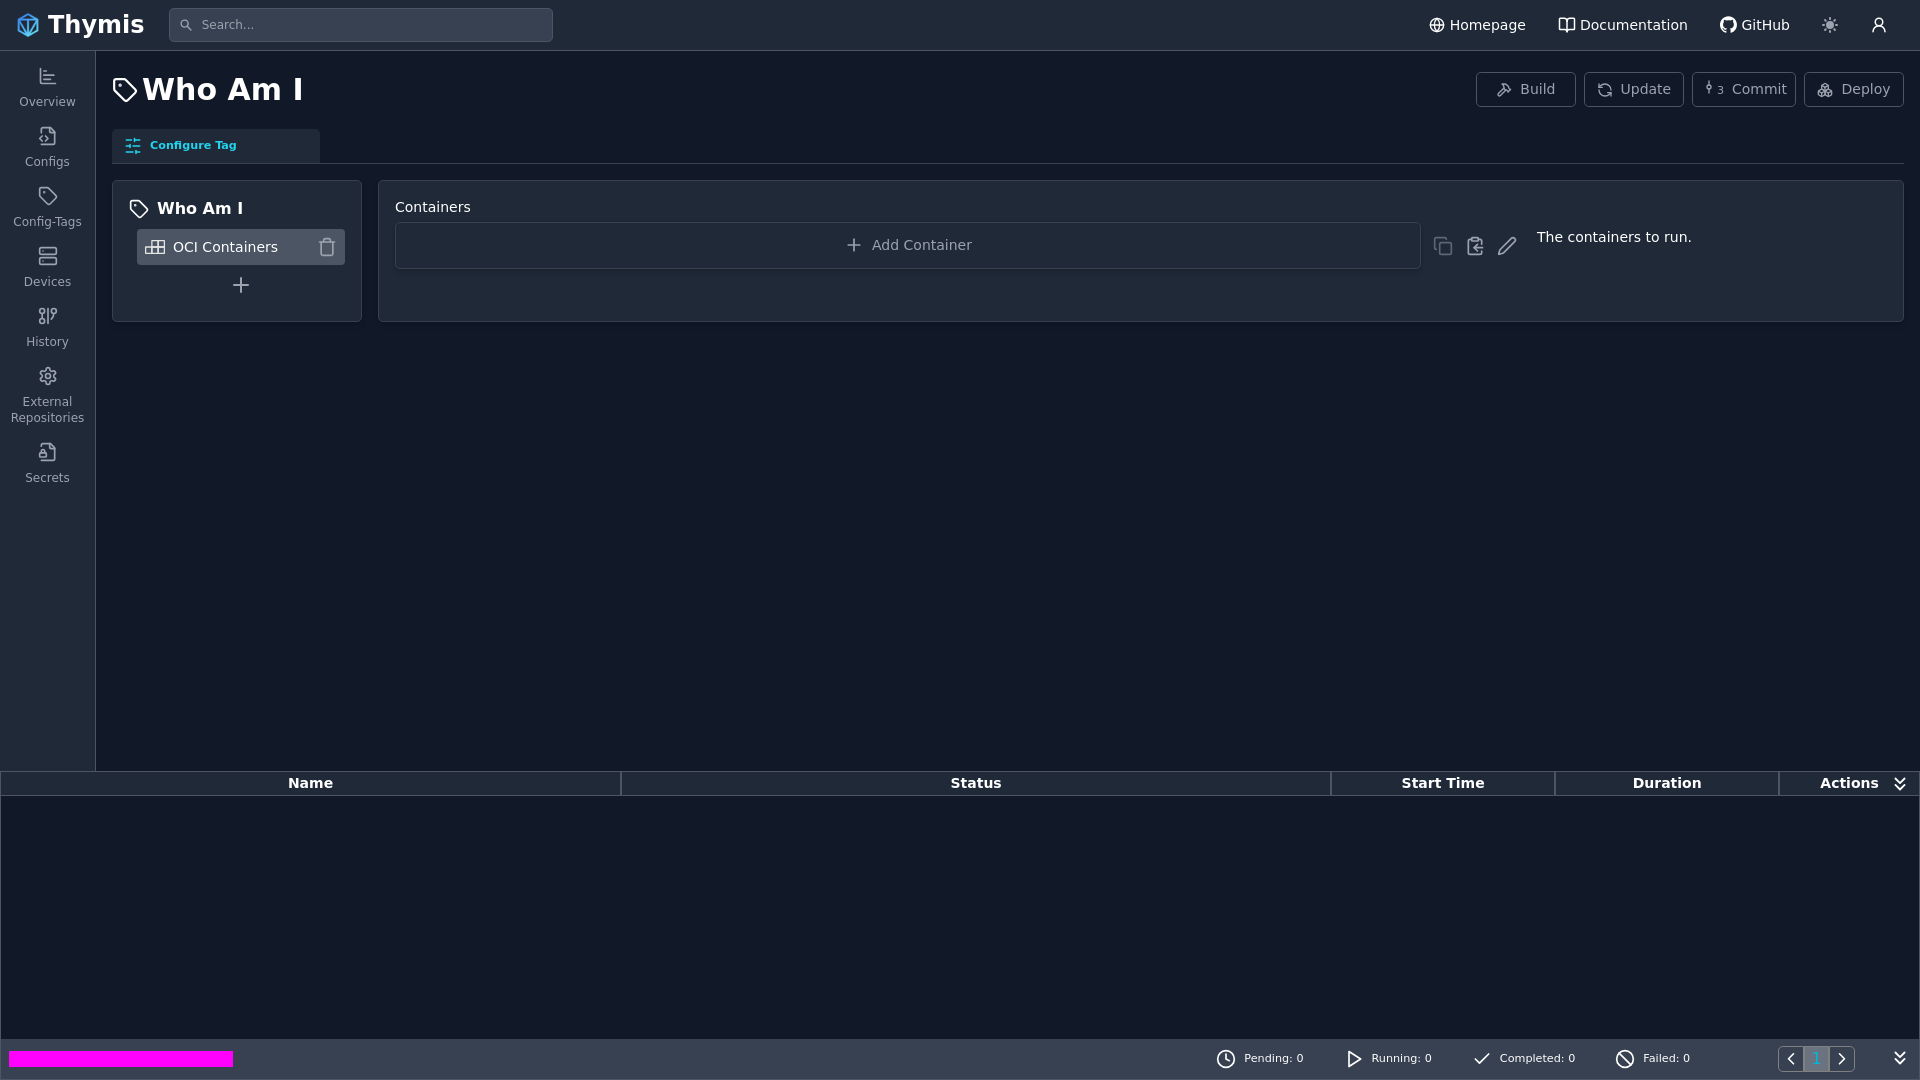 Thymis
Search...
Homepage
Documentation
GitHub
Overview
Configs
Config-Tags
Devices
History
External
Repositories
Secrets
Who Am I
Build
Update
3 Commit
Deploy
Configure Tag
Who Am I
OCI Containers
Containers
Add Container
The containers to run.
Name
Status
Start Time
Duration
Actions
Pending: 0
Running: 0
Completed: 0
Failed: 0
1